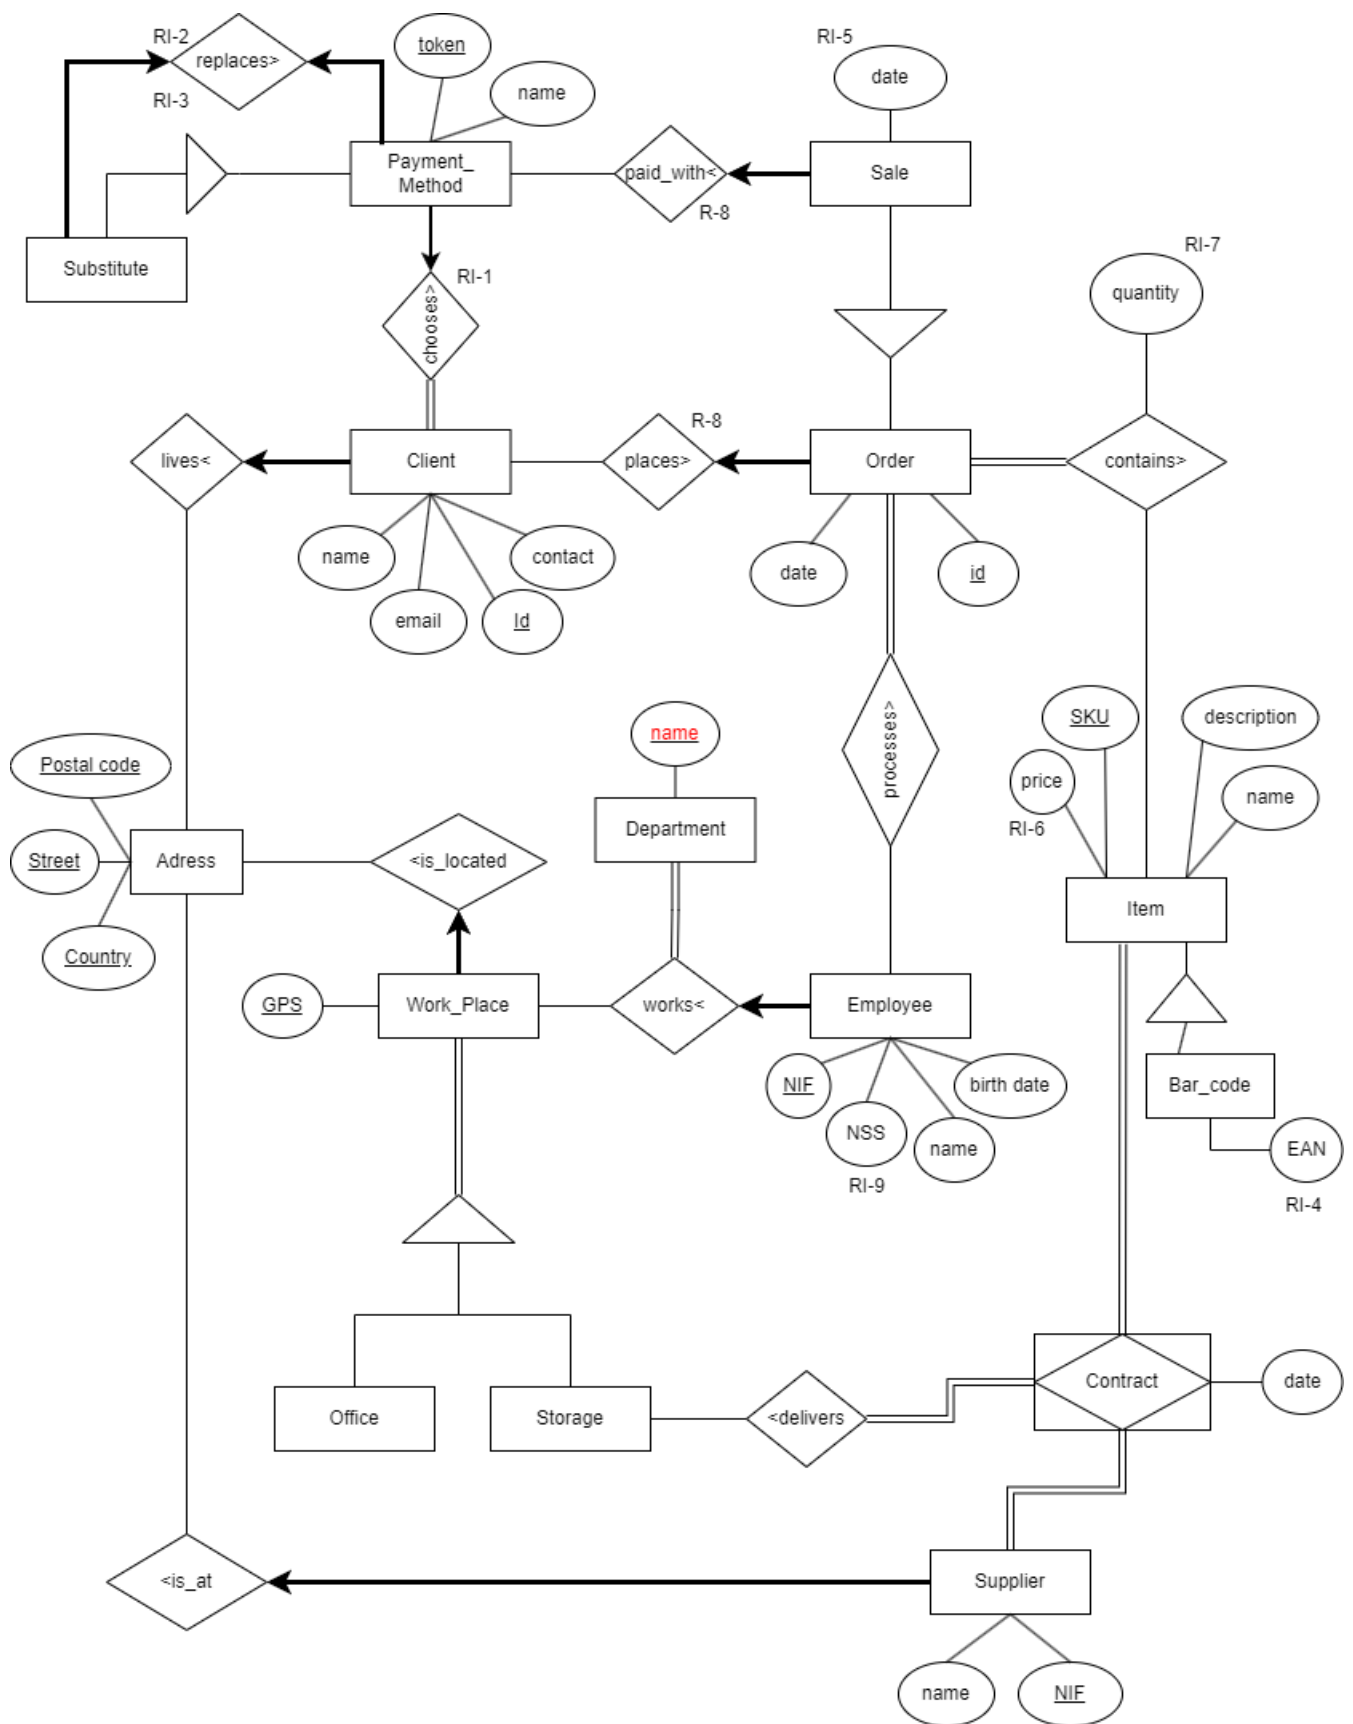 RI-2
replaces>
RI-3
token
name
RI-5
date
Payment_
Method
paid_with<
R-8
Sale
Substitute
RI-1
chooses>
RI-7
quantity
lives<
Client
R-8
places>
Order
contains>
name
email
Id
contact
date
id
processes>
name
Department
SKU
description
price
RI-6
name
Postal code
Street
Country
Adress
<is_located
Item
GPS
Work_Place
works<
Employee
NIF
NSS
RI-9
name
birth date
Bar_code
EAN
RI-4
Office
Storage
<delivers
Contract
date
<is_at
Supplier
name
NIF